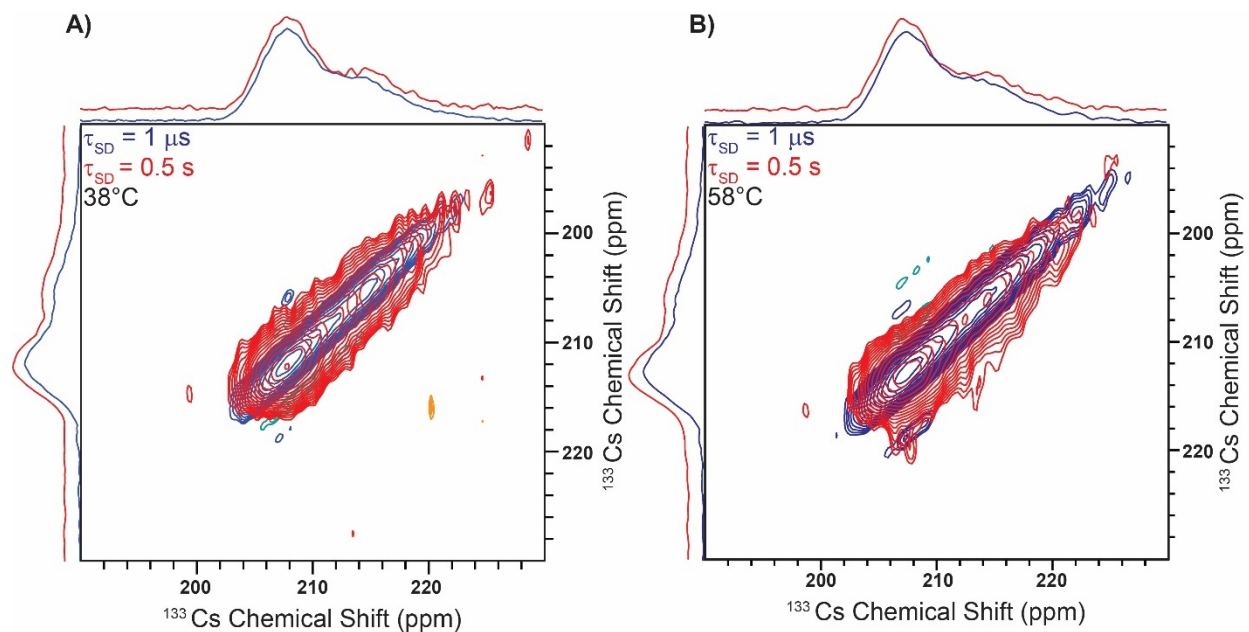 A)
τSD = 1 μs
τSD = 0.5 s
38°C
200
210
220
¹³³Cs Chemical Shift (ppm)
200
210
220
¹³³Cs Chemical Shift (ppm)
B)
τSD = 1 μs
τSD = 0.5 s
58°C
200
210
220
¹³³Cs Chemical Shift (ppm)
200
210
220
¹³³Cs Chemical Shift (ppm)